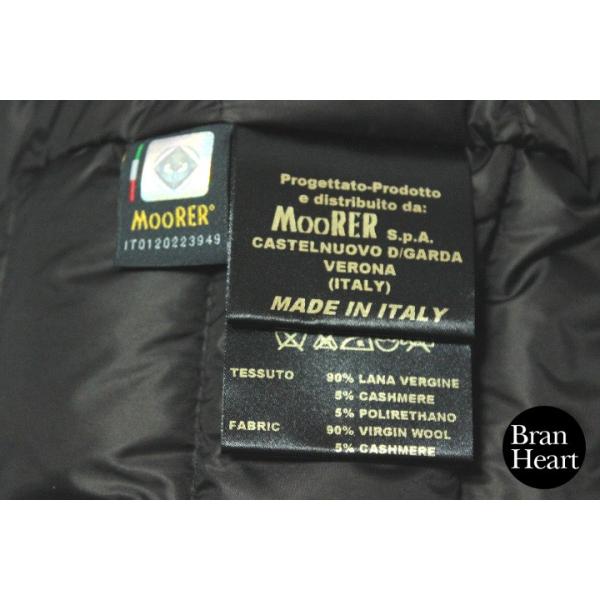 MOORER®
IT0120223949
Progettato-Prodotto
e distribuito da:
MOORER S.p.A.
CASTELNUOVO D/GARDA
VERONA
(ITALY)
MADE IN ITALY
TESSUTO 90% LANA VERGINE
5% CASHMERE
5% POLIRETHANO
FABRIC 90% VIRGIN WOOL
5% CASHMERE
Bran
Heart